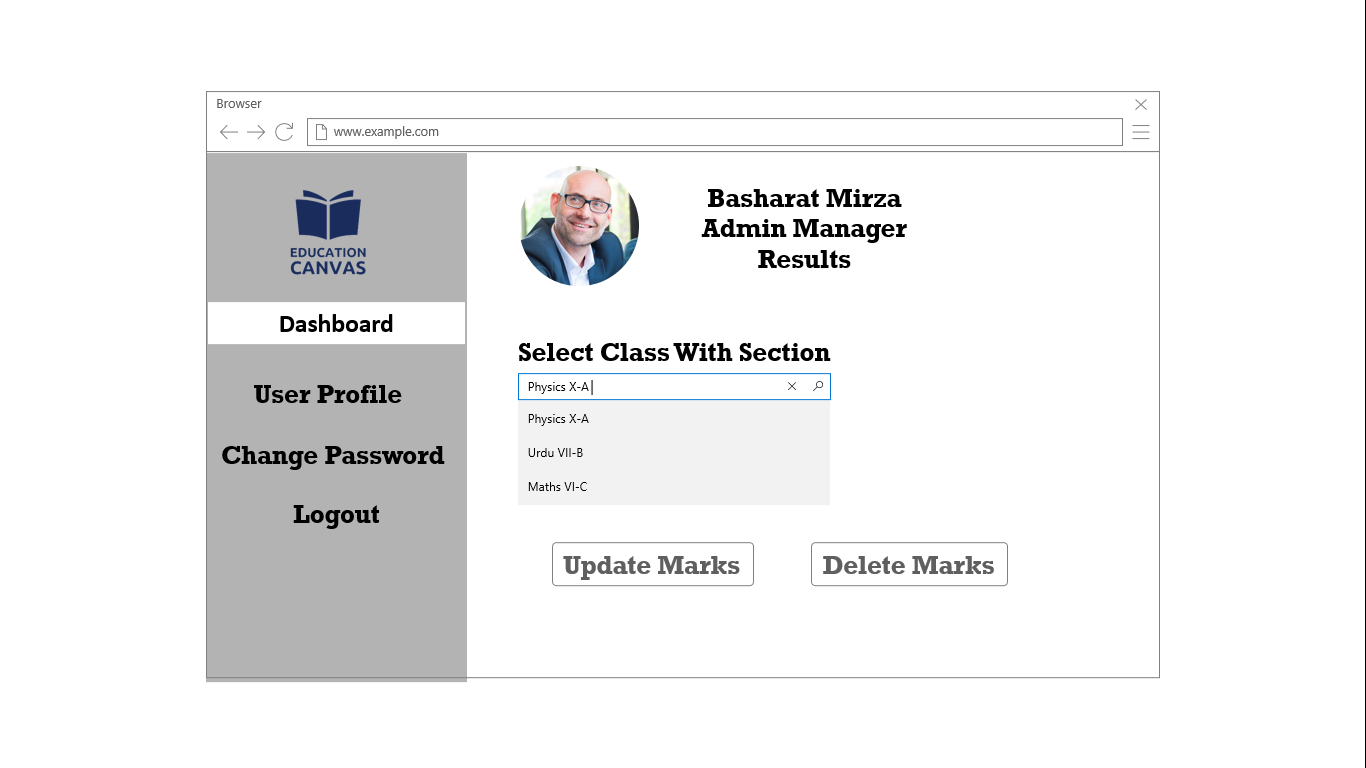 Browser
www.example.com
EDUCATION
CANVAS
Dashboard
User Profile
Change Password
Logout
Basharat Mirza
Admin Manager
Results
Select Class With Section
Physics X-A
Physics X-A
Urdu VII-B
Maths VI-C
Update Marks
Delete Marks